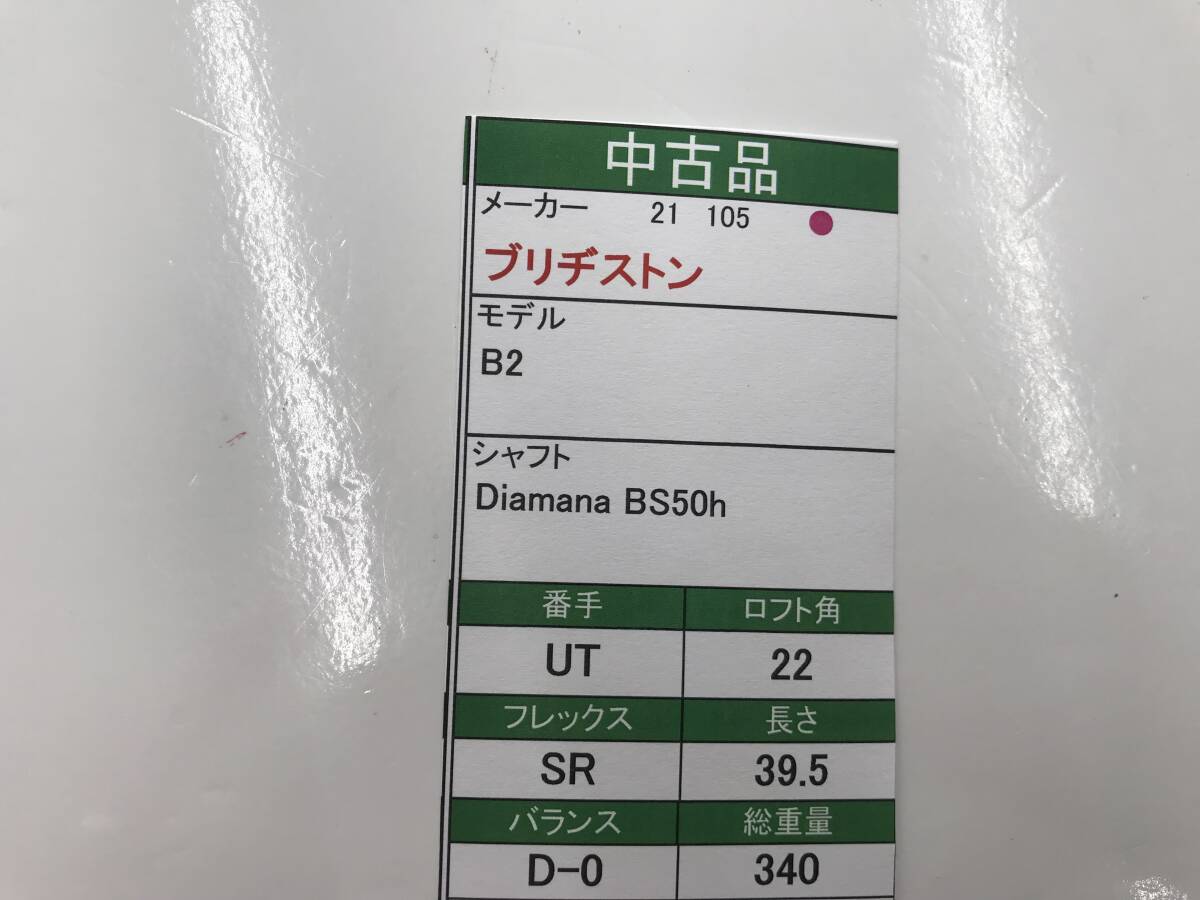 中古品
メーカー 21 105
ブリヂストン
モデル
B2
シャフト
Diamana BS50h
番手 ロフト角
UT 22
フレックス 長さ
SR 39.5
バランス 総重量
D-0 340